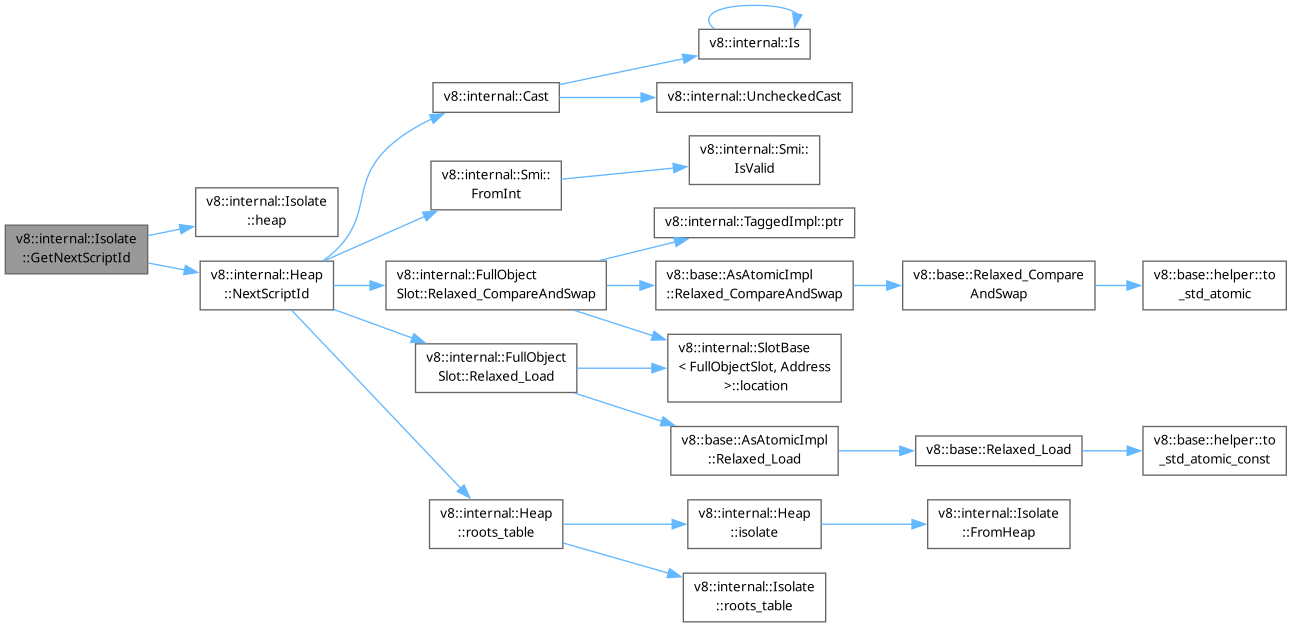 v8::internal::Is
v8::internal::Cast
v8::internal::UncheckedCast
v8::internal::Smi::
IsValid
v8::internal::Smi::
FromInt
v8::internal::Isolate
::heap
v8::internal::TaggedImpl::ptr
v8::internal::Isolate
::GetNextScriptId
v8::internal::Heap
::NextScriptId
v8::internal::FullObject
Slot::Relaxed_CompareAndSwap
v8::base::AsAtomicImpl
::Relaxed_CompareAndSwap
v8::base::Relaxed_Compare
AndSwap
v8::base::helper::to
_std_atomic
v8::internal::FullObject
Slot::Relaxed_Load
v8::internal::SlotBase
< FullObjectSlot, Address
>::location
v8::base::AsAtomicImpl
::Relaxed_Load
v8::base::Relaxed_Load
v8::base::helper::to
_std_atomic_const
v8::internal::Heap
::roots_table
v8::internal::Heap
::isolate
v8::internal::Isolate
::FromHeap
v8::internal::Isolate
::roots_table